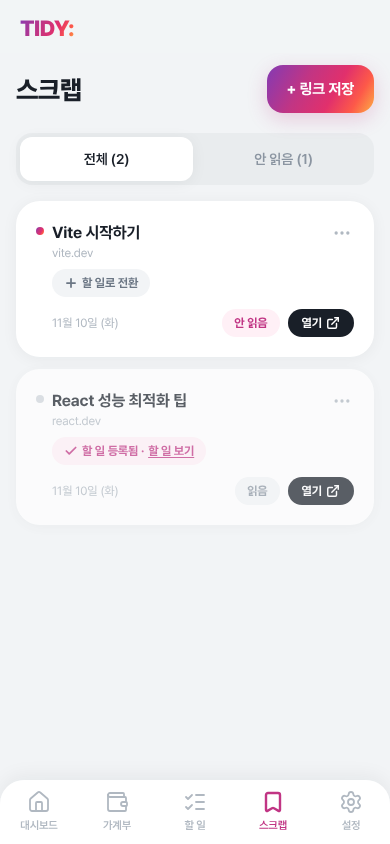 TIDY:
스크랩
+ 링크 저장
전체 (2)
안 읽음 (1)
Vite 시작하기
vite.dev
할 일로 전환
11월 10일 (화)
안 읽음
열기
React 성능 최적화 팁
react.dev
할 일 등록됨 · 할 일 보기
11월 10일 (화)
읽음
열기
대시보드
가계부
할 일
스크랩
설정